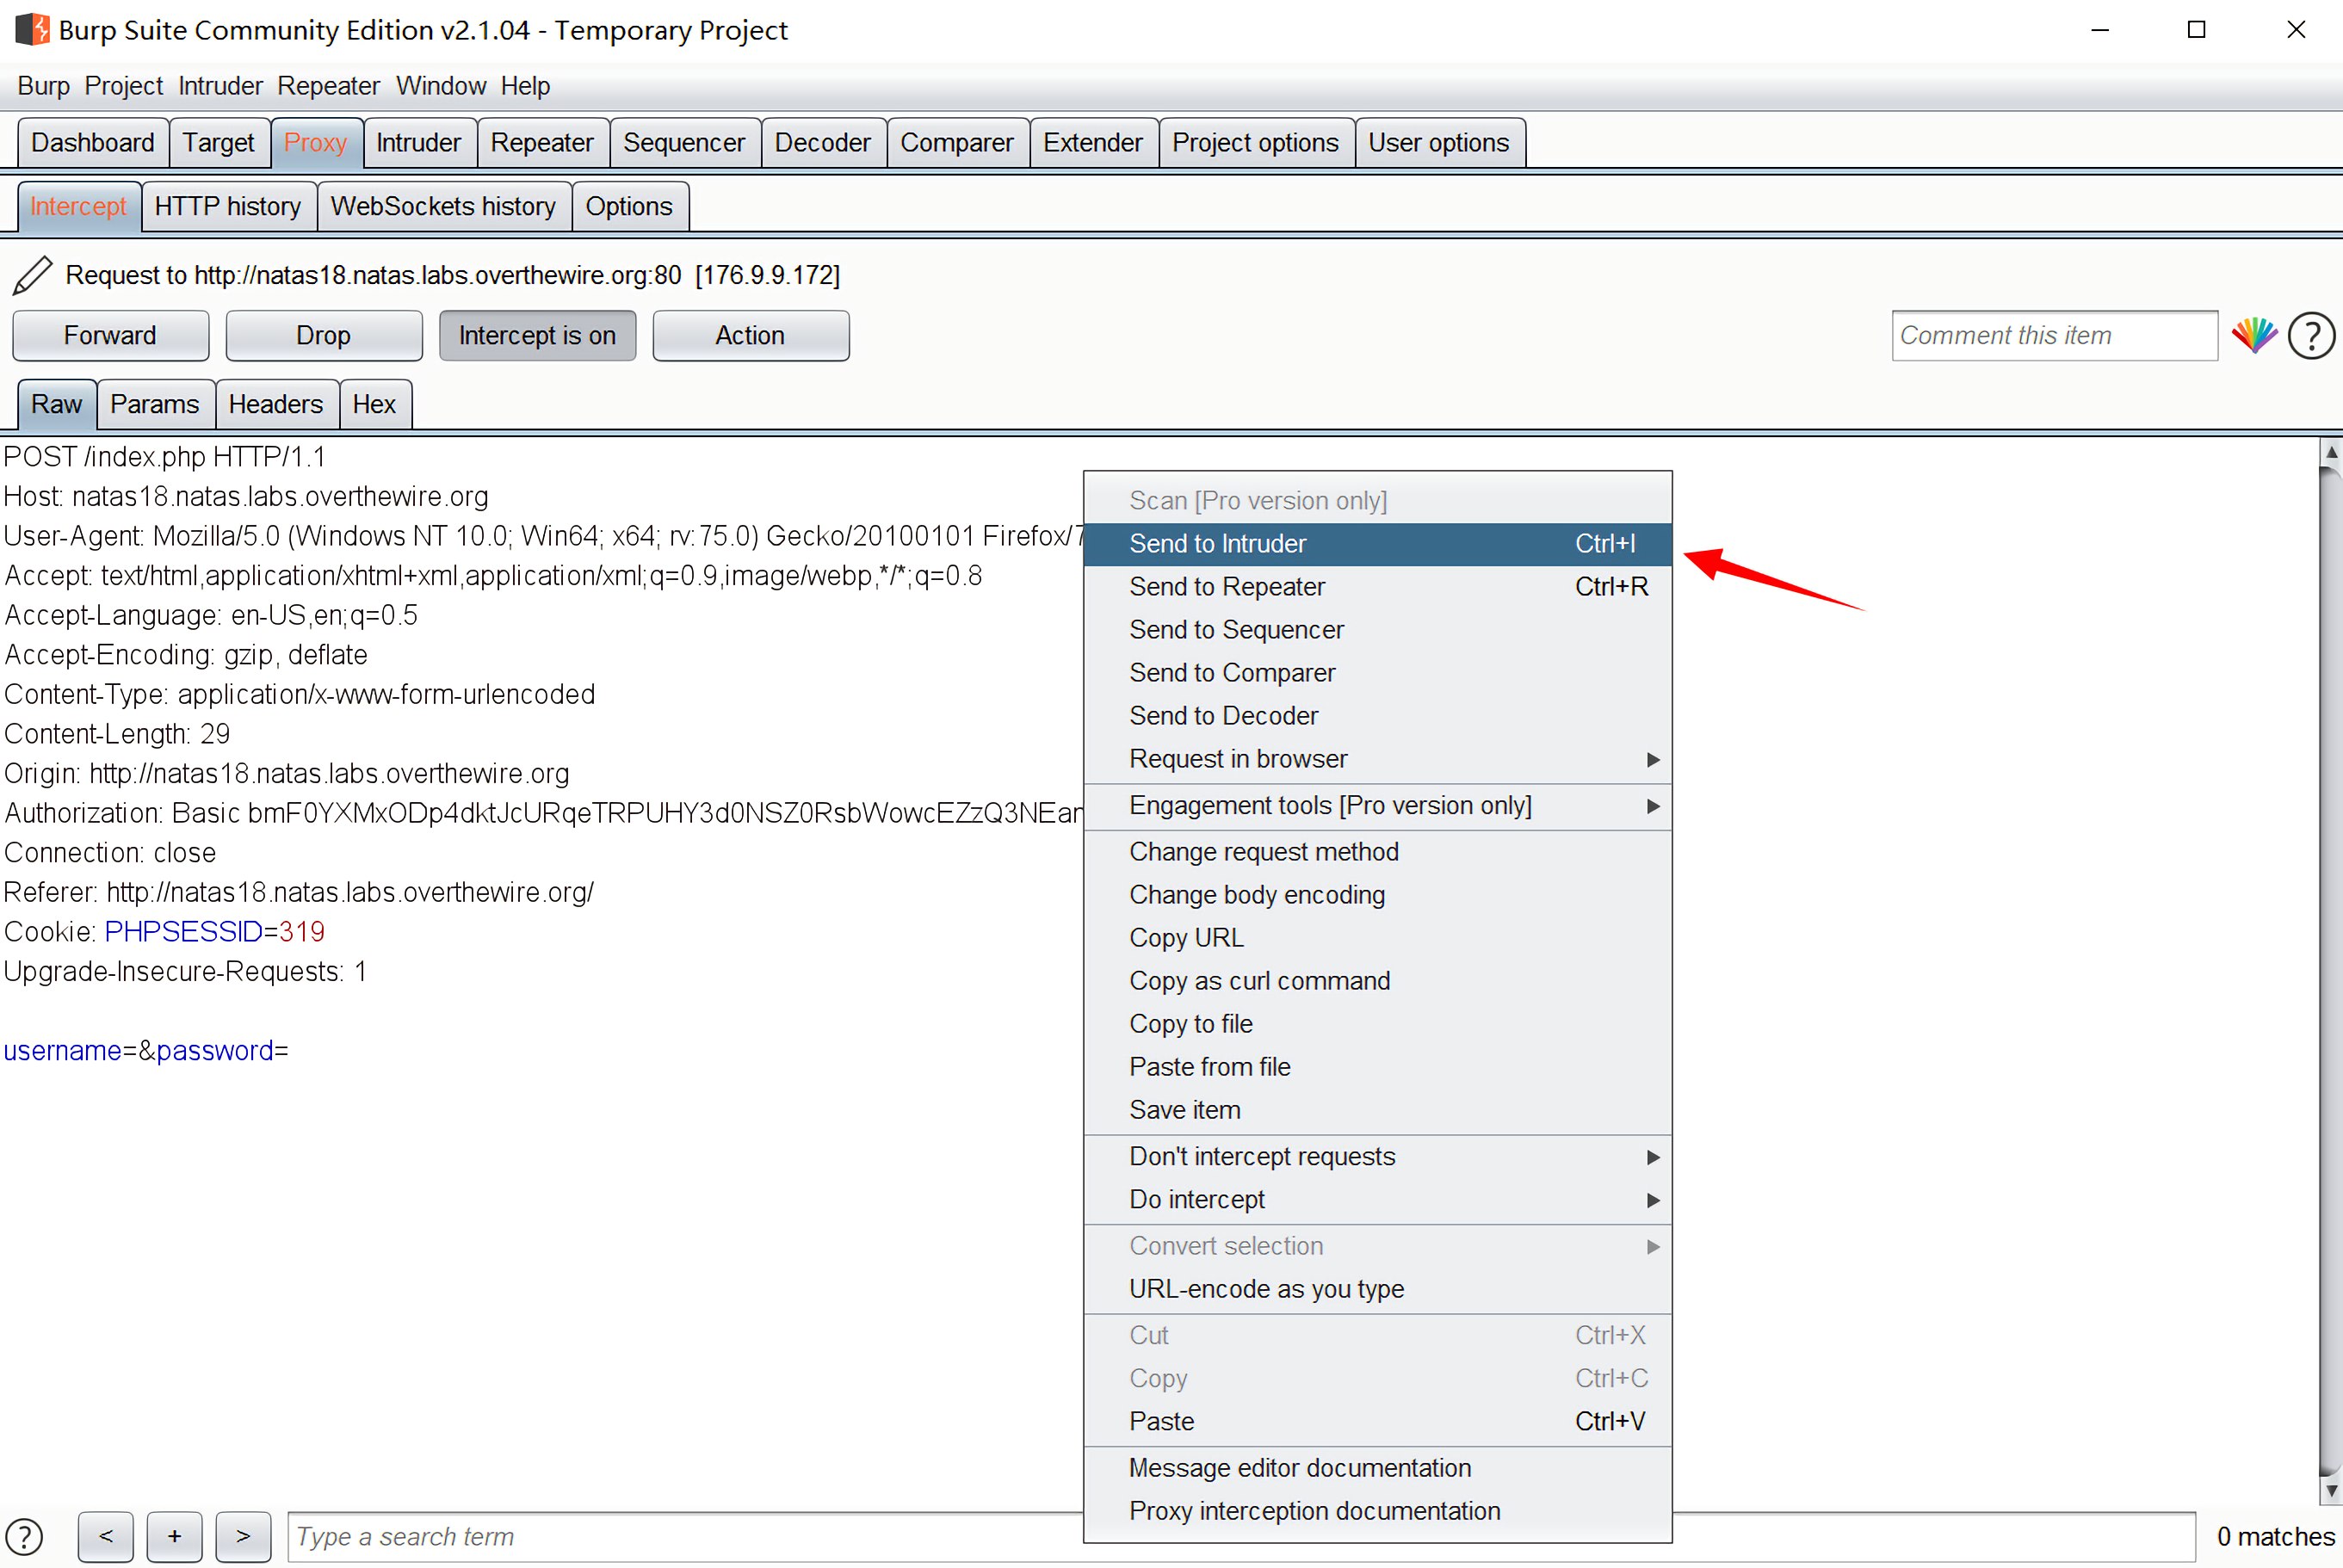 Burp Suite Community Edition v2.1.04 - Temporary Project
Burp Project Intruder Repeater Window Help
Dashboard Target Proxy Intruder Repeater Sequencer Decoder Comparer Extender Project options User options
Intercept HTTP history WebSockets history Options
Request to http://natas18.natas.labs.overthewire.org:80 [176.9.9.172]
Forward Drop Intercept is on Action Comment this item ?
Raw Params Headers Hex
POST /index.php HTTP/1.1
Host: natas18.natas.labs.overthewire.org
User-Agent: Mozilla/5.0 (Windows NT 10.0; Win64; x64; rv:75.0) Gecko/20100101 Firefox/7
Accept: text/html,application/xhtml+xml,application/xml;q=0.9,image/webp,*/*;q=0.8
Accept-Language: en-US,en;q=0.5
Accept-Encoding: gzip, deflate
Content-Type: application/x-www-form-urlencoded
Content-Length: 29
Origin: http://natas18.natas.labs.overthewire.org
Authorization: Basic bmF0YXMxODp4dktJcURqeTRPUHY3d0NSZ0RsbWowcEZzQ3NEan
Connection: close
Referer: http://natas18.natas.labs.overthewire.org/
Cookie: PHPSESSID=319
Upgrade-Insecure-Requests: 1
username=&password=
Scan [Pro version only]
Send to Intruder Ctrl+I
Send to Repeater Ctrl+R
Send to Sequencer
Send to Comparer
Send to Decoder
Request in browser
Engagement tools [Pro version only]
Change request method
Change body encoding
Copy URL
Copy as curl command
Copy to file
Paste from file
Save item
Don't intercept requests
Do intercept
Convert selection
URL-encode as you type
Cut Ctrl+X
Copy Ctrl+C
Paste Ctrl+V
Message editor documentation
Proxy interception documentation
? < + > Type a search term 0 matches